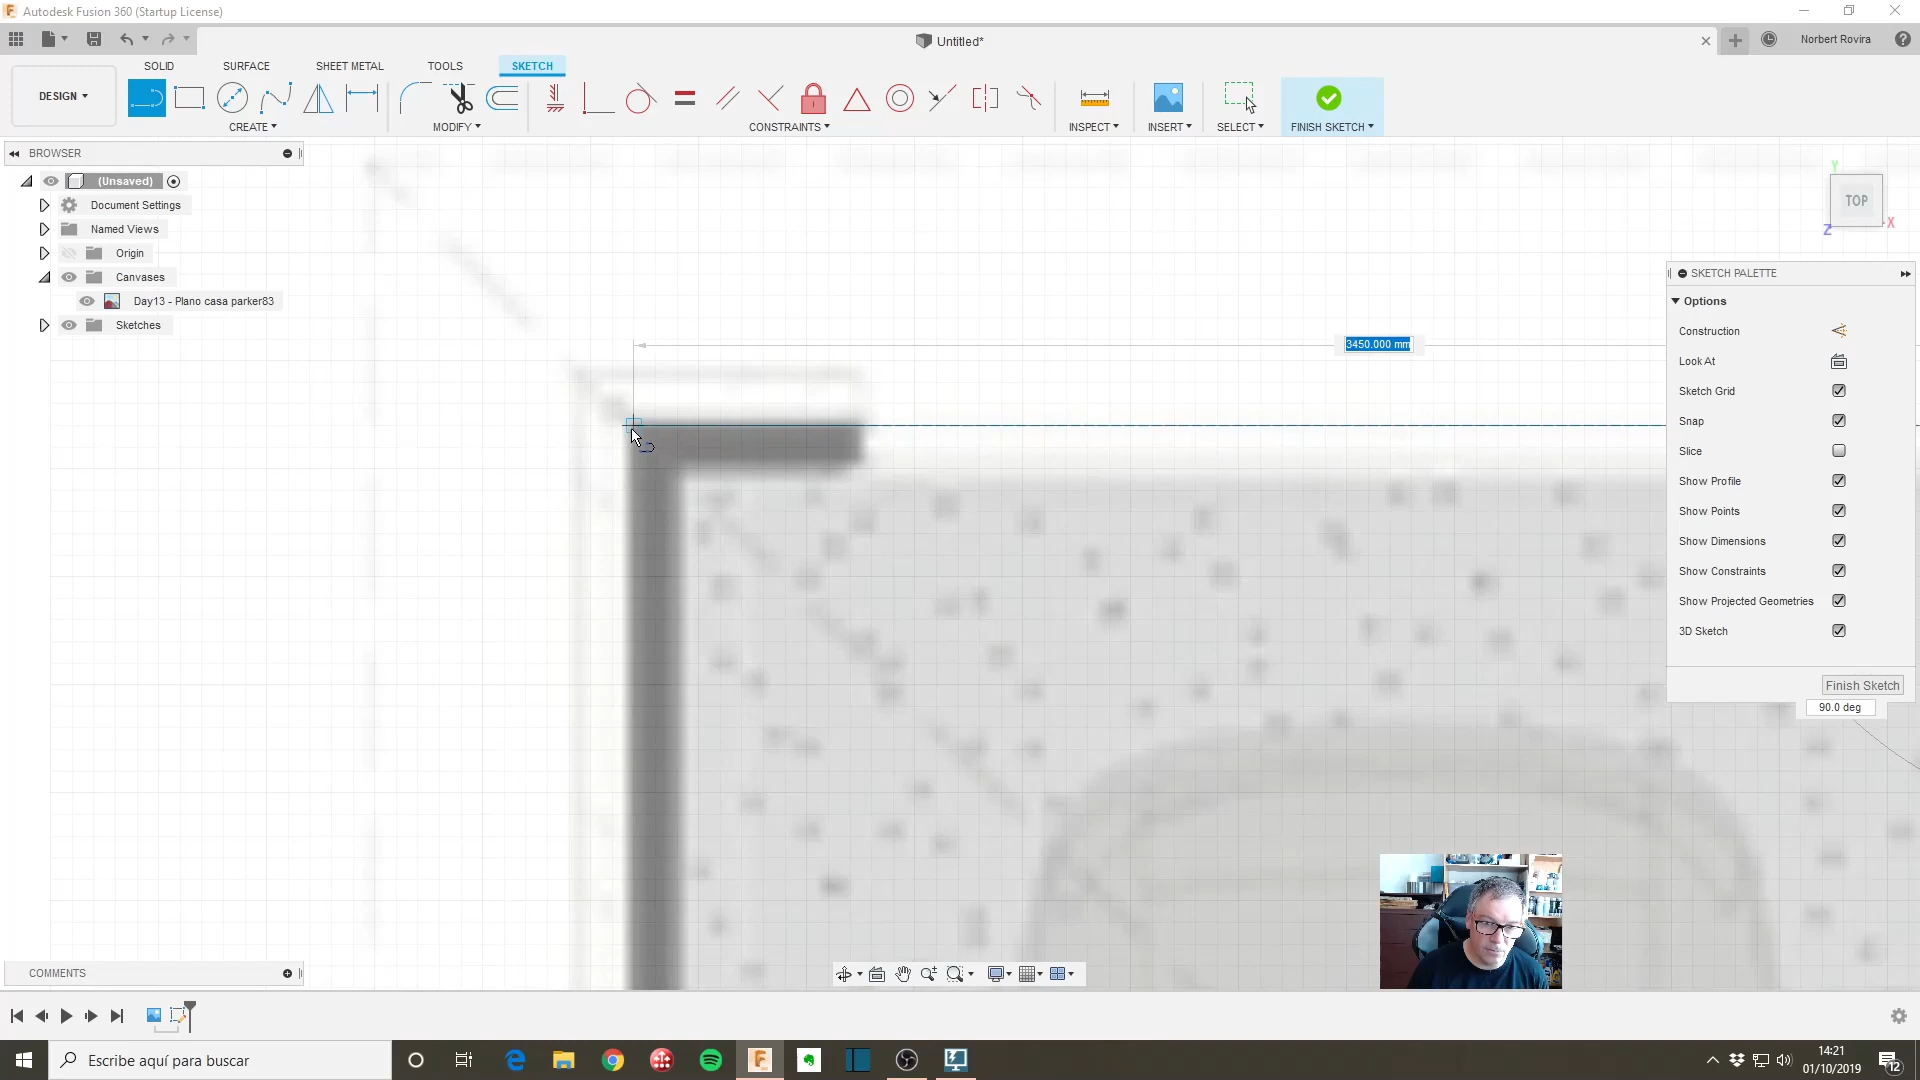 Autodesk Fusion 360 (Startup License)
Untitled*
Norbert Rovira
DESIGN
SOLID
SURFACE
SHEET METAL
TOOLS
SKETCH
CREATE
MODIFY
CONSTRAINTS
INSPECT
INSERT
SELECT
FINISH SKETCH
BROWSER
(Unsaved)
Document Settings
Named Views
Origin
Canvases
Day13 - Plano casa parker83
Sketches
TOP
Y
X
Z
3450.000 mm
SKETCH PALETTE
Options
Construction
Look At
Sketch Grid
Snap
Slice
Show Profile
Show Points
Show Dimensions
Show Constraints
Show Projected Geometries
3D Sketch
Finish Sketch
90.0 deg
COMMENTS
Escribe aquí para buscar
14:21
01/10/2019
12